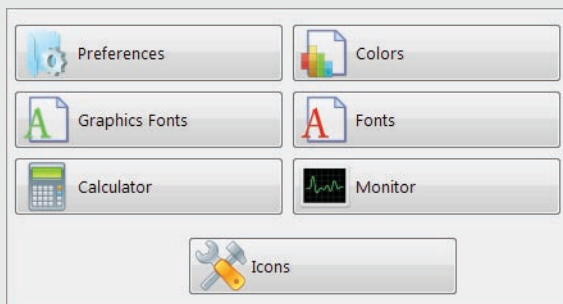 Preferences
Colors
Graphics Fonts
Fonts
Calculator
Monitor
Icons